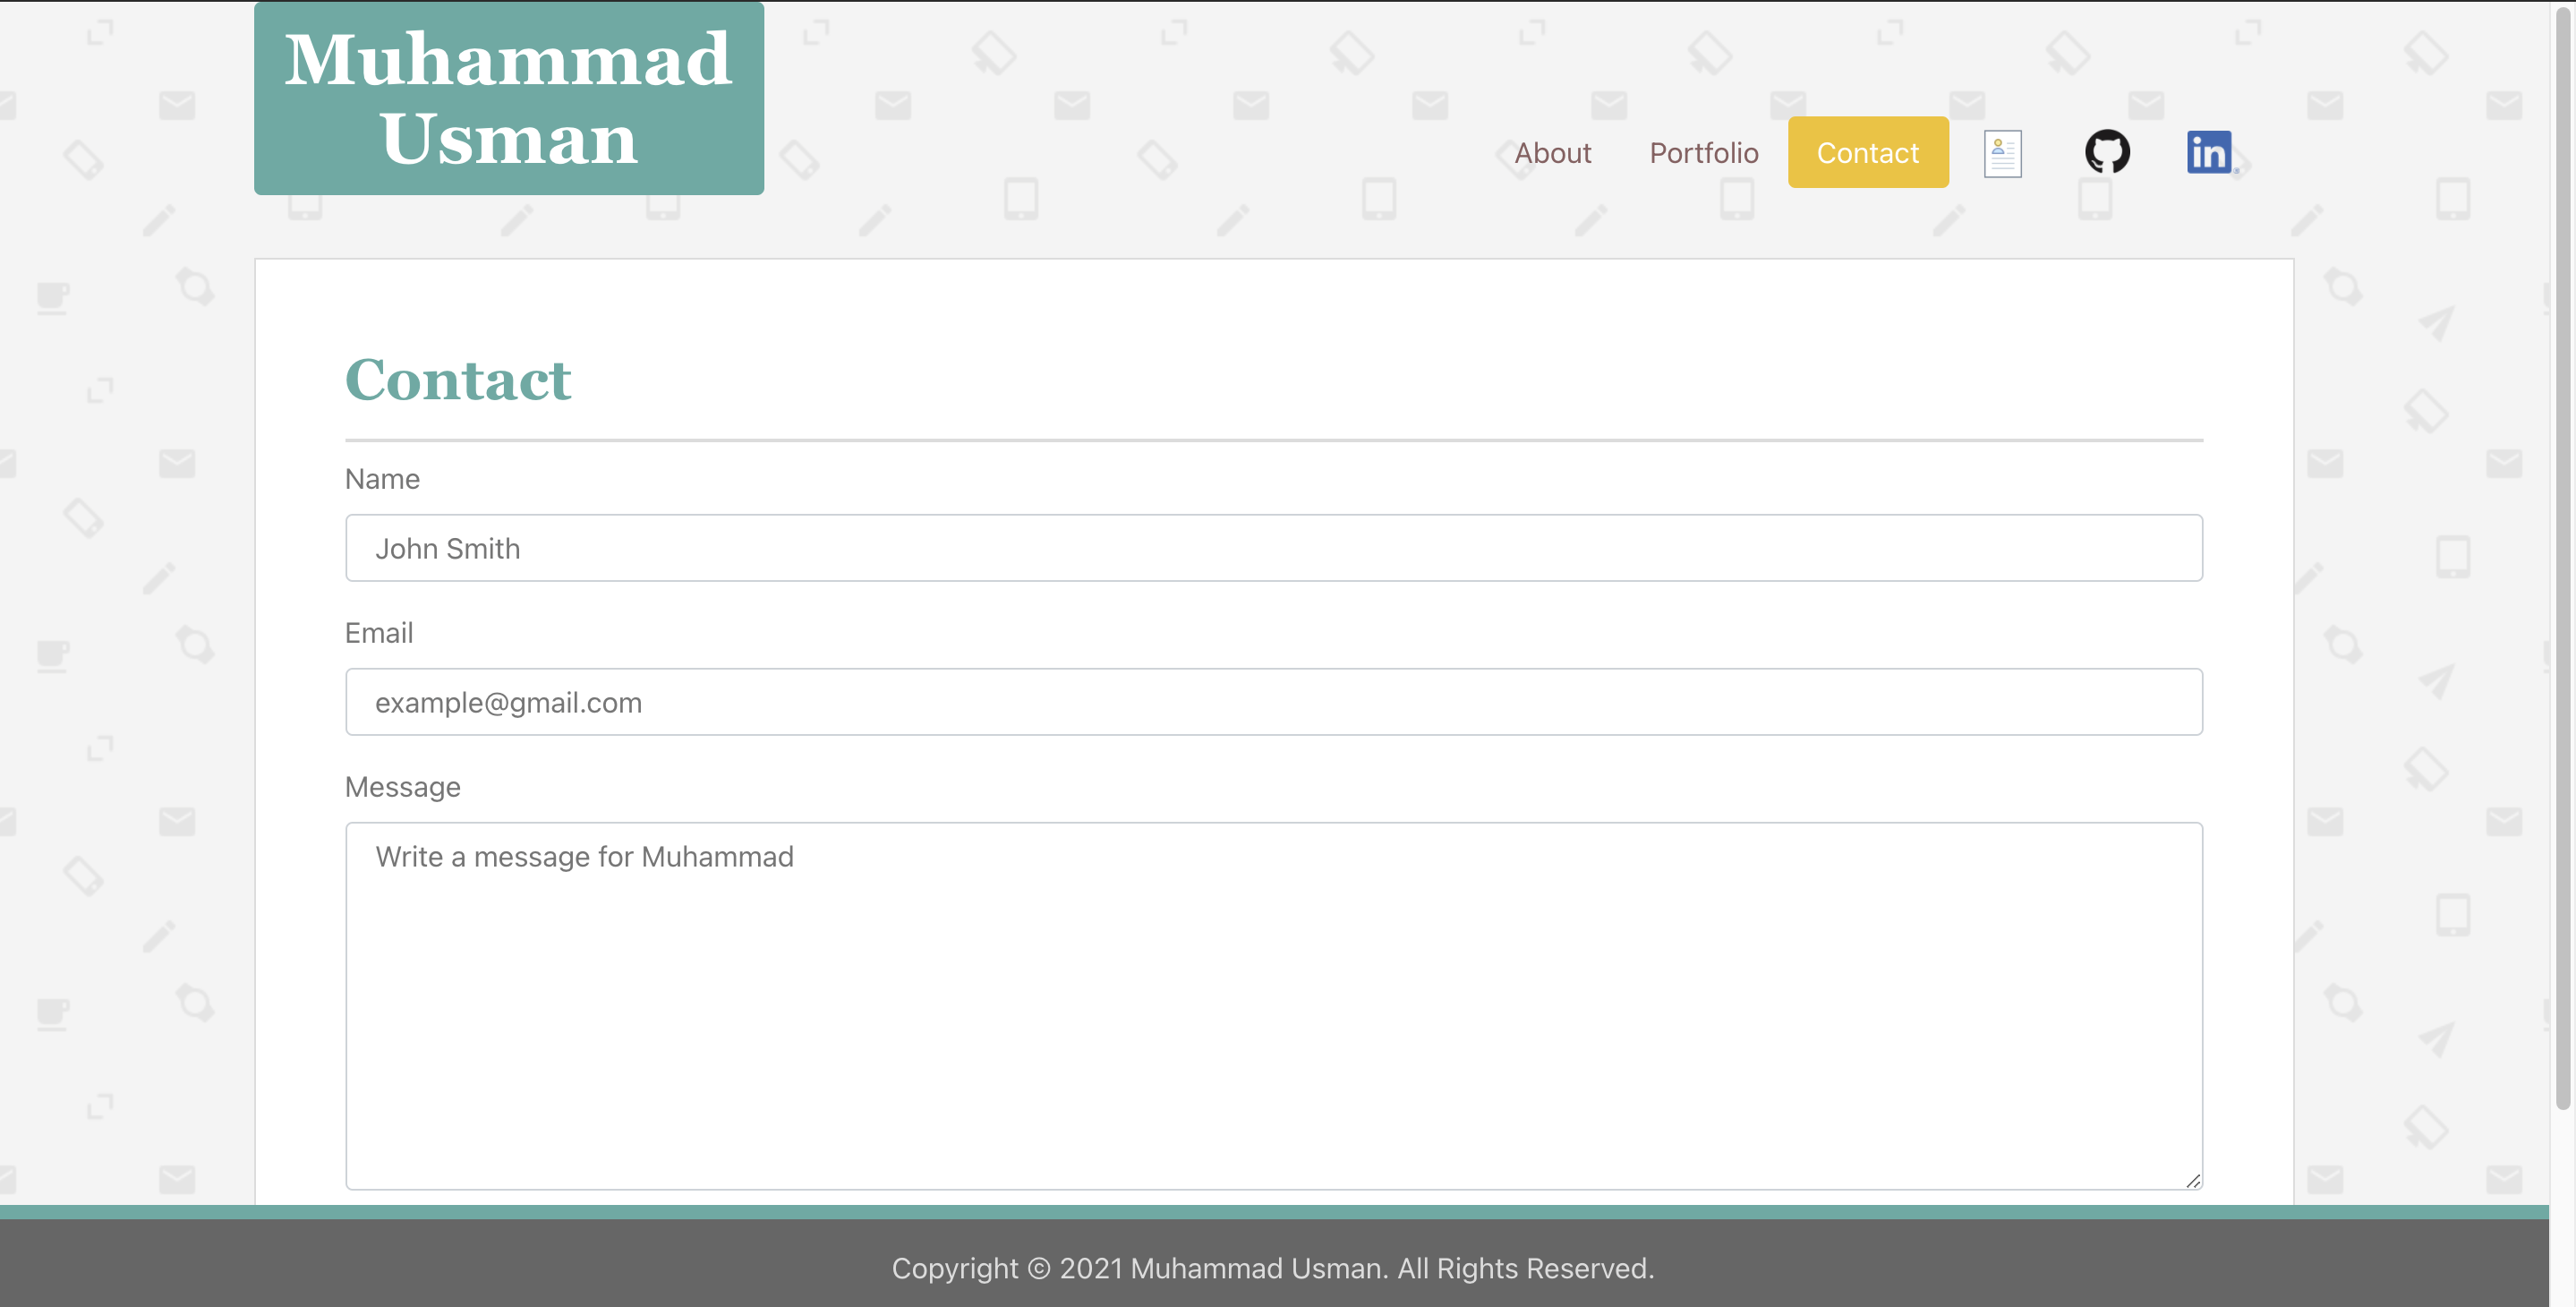 Muhammad
Usman
About
Portfolio
Contact
in
Contact
Name
John Smith
Email
example@gmail.com
Message
Write a message for Muhammad
Copyright © 2021 Muhammad Usman. All Rights Reserved.